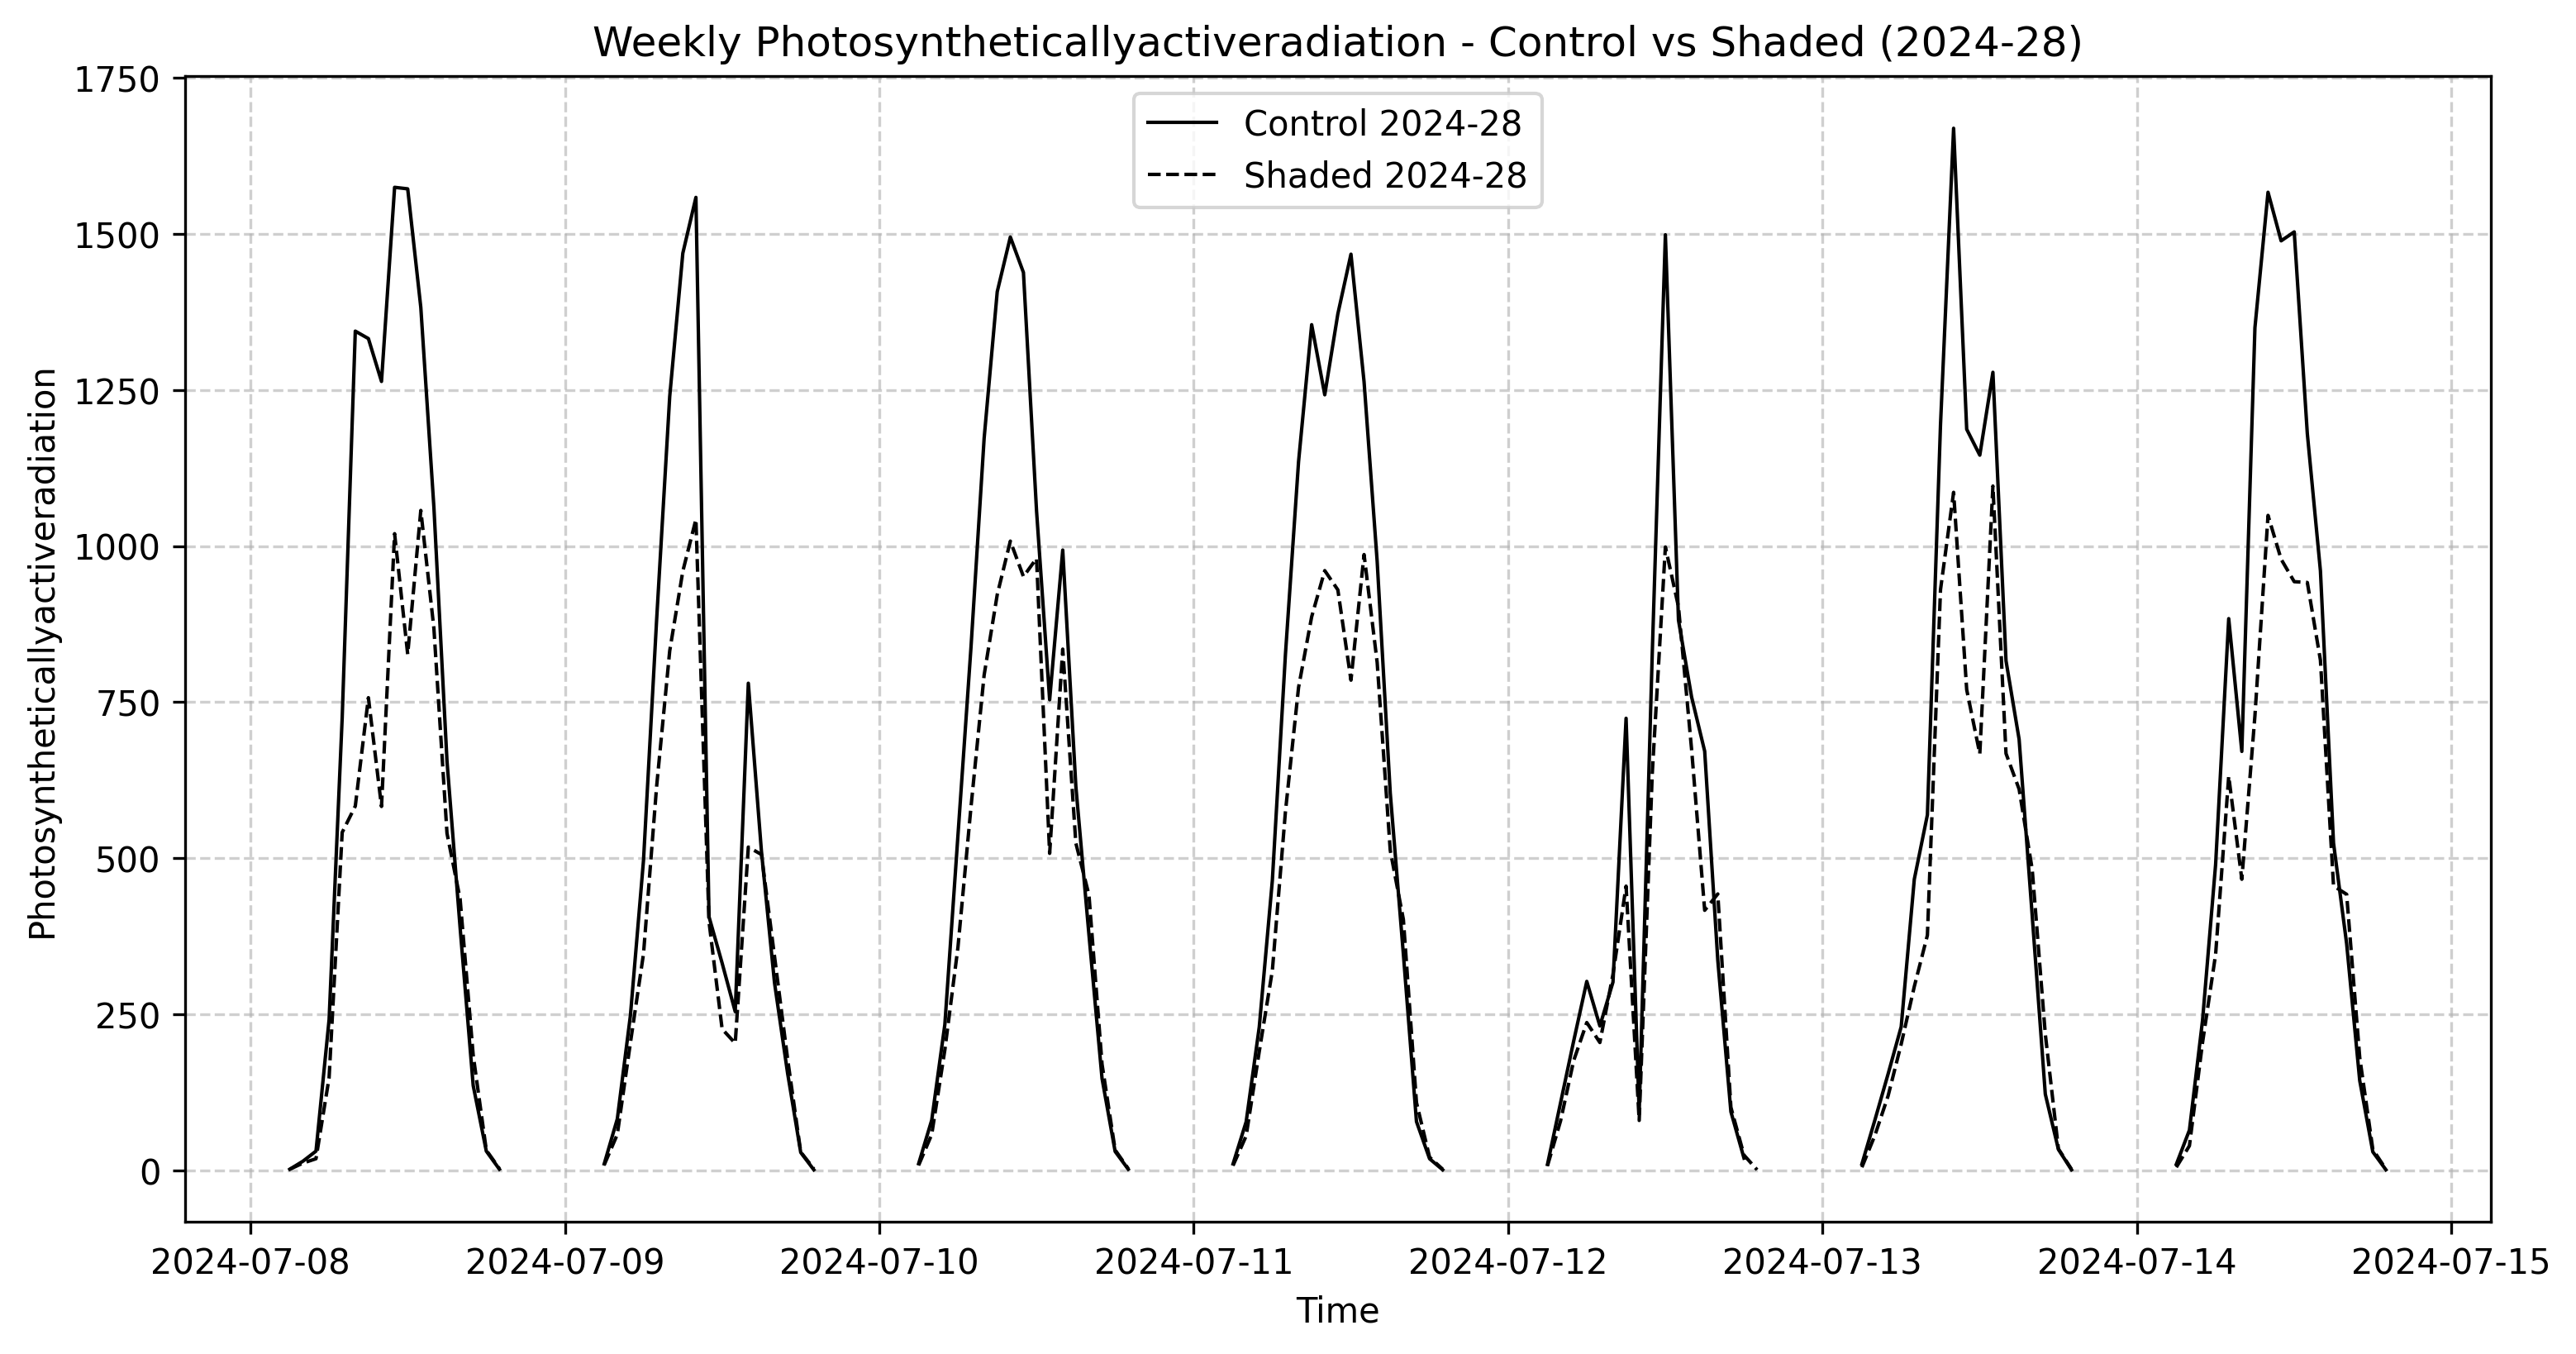 Weekly Photosyntheticallyactiveradiation - Control vs Shaded (2024-28)
Control 2024-28
Shaded 2024-28
Photosyntheticallyactiveradiation
1750
1500
1250
1000
750
500
250
0
2024-07-08 2024-07-09 2024-07-10 2024-07-11 2024-07-12 2024-07-13 2024-07-14 2024-07-15
Time